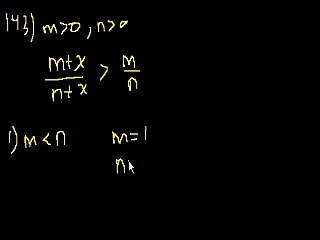 143) m>0, n>0
(m+x)/(n+x) > m/n
1) m<n m=1
n